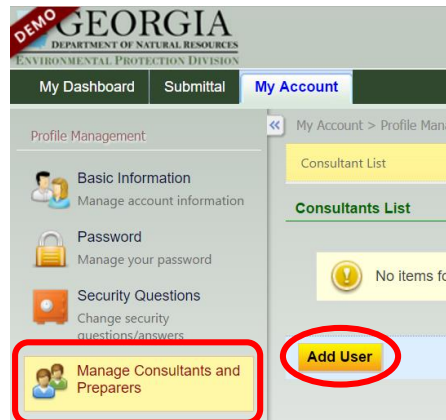 DEMO
GEORGIA
DEPARTMENT OF NATURAL RESOURCES
ENVIRONMENTAL PROTECTION DIVISION
My Dashboard Submittal My Account
Profile Management
Basic Information
Manage account information
Password
Manage your password
Security Questions
Change security
questions/answers
Manage Consultants and
Preparers
My Account > Profile
Consultant List
Consultants List
No items
Add User